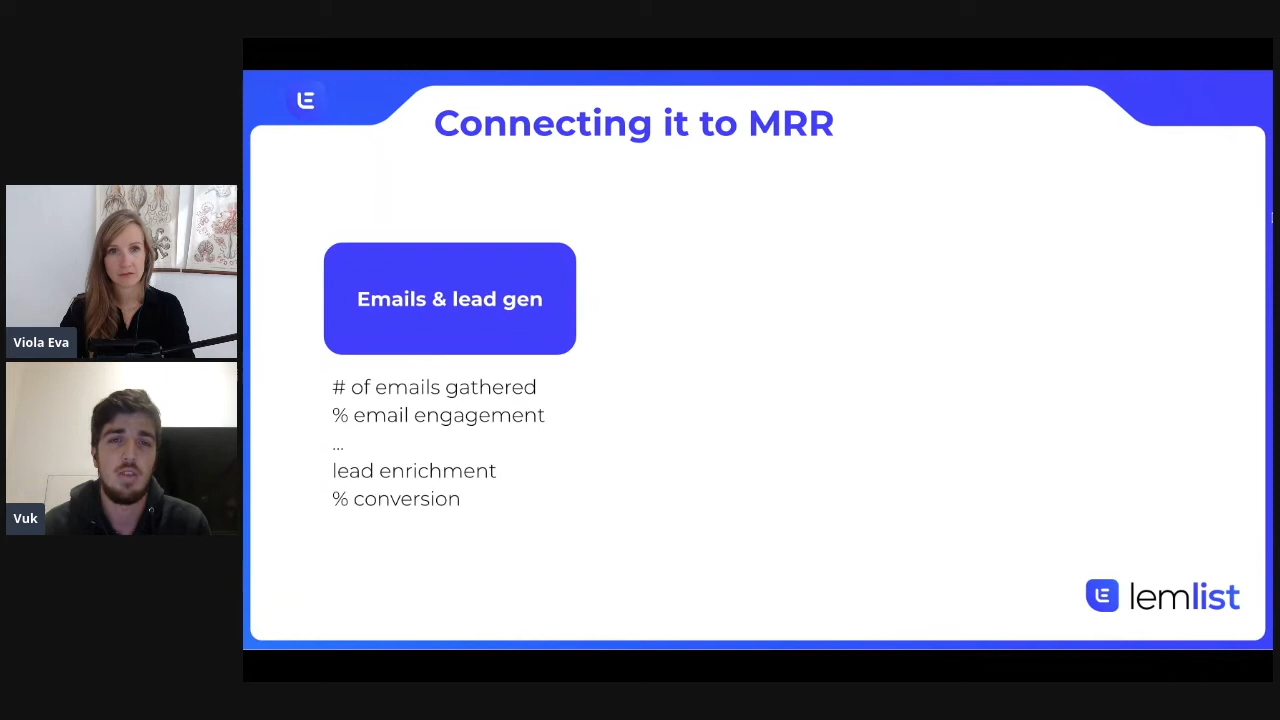 Connecting it to MRR
Emails & lead gen
# of emails gathered
% email engagement
...
lead enrichment
% conversion
lemlist
Viola Eva
Vuk